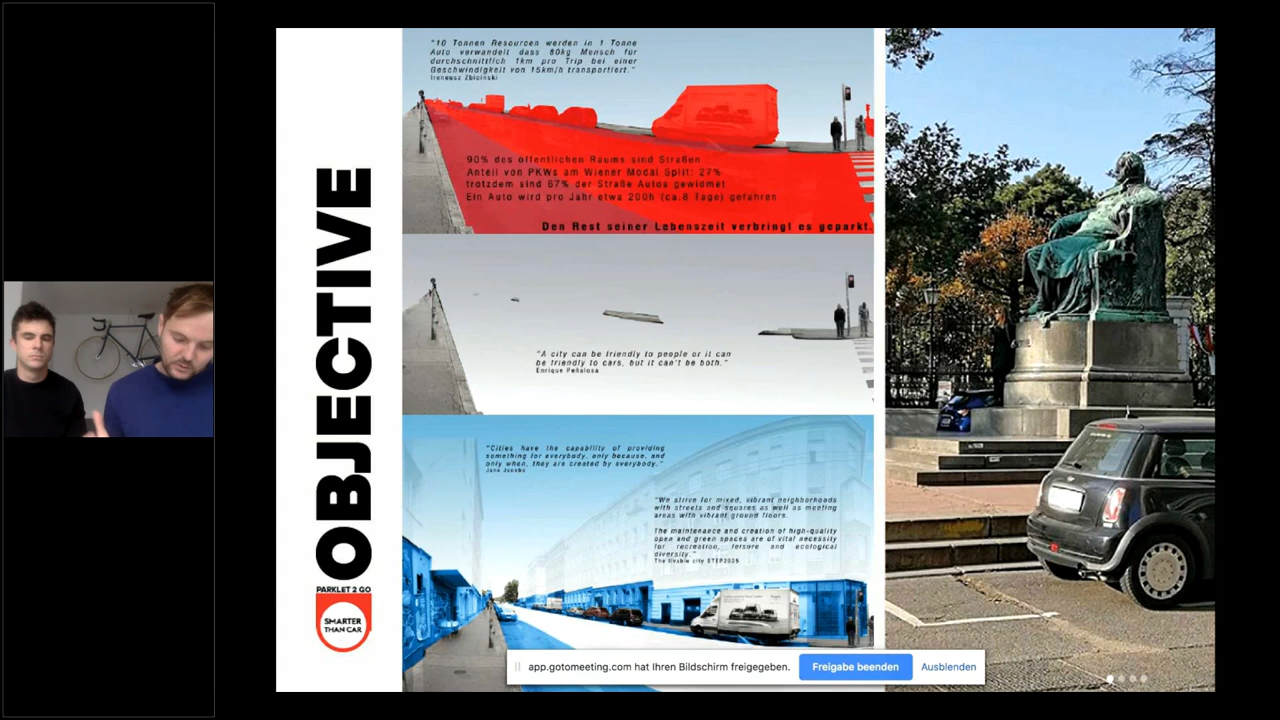 OBJECTIVE
PARKLET 2 GO
SMARTER
THAN CAR
"10 Tonnen Resourcen werden in 1 Tonne
Auto verwandelt dass 80kg Mensch für
durchschnittlich 1km pro Trip bei einer
Geschwindigkeit von 15km/h transportiert."
Ireneusz Zbicinski
90% des öffentlichen Raums sind Straßen
Anteil von PKWs am Wiener Modal Split: 27%
trotzdem sind 67% der Straße Autos gewidmet
Ein Auto wird pro Jahr etwa 200h (ca.8 Tage) gefahren
Den Rest seiner Lebenszeit verbringt es geparkt.
"A city can be friendly to people or it can
be friendly to cars, but it can't be both."
Enrique Peñalosa
"Cities have the capability of providing
something for everybody, only because, and
only when, they are created by everybody."
Jane Jacobs
"We strive for mixed, vibrant neighborhoods
with streets and squares as well as meeting
areas with vibrant ground floors.
The maintenance and creation of high-quality
open and green spaces are of vital necessity
for recreation, leisure and ecological
diversity."
The livable city STEP2025
app.gotomeeting.com hat Ihren Bildschirm freigegeben.
Freigabe beenden
Ausblenden